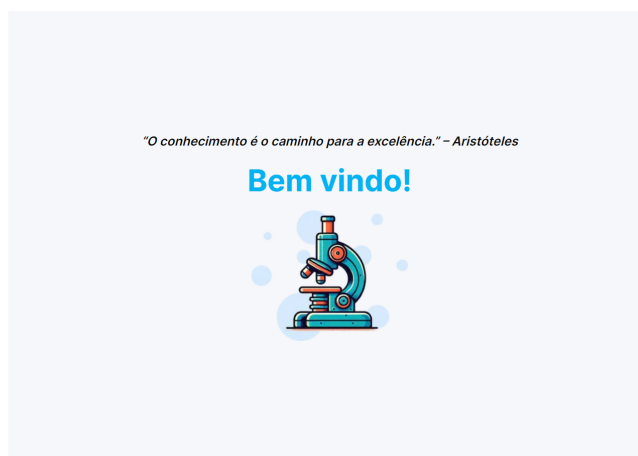 “O conhecimento é o caminho para a excelência.” – Aristóteles
Bem vindo!